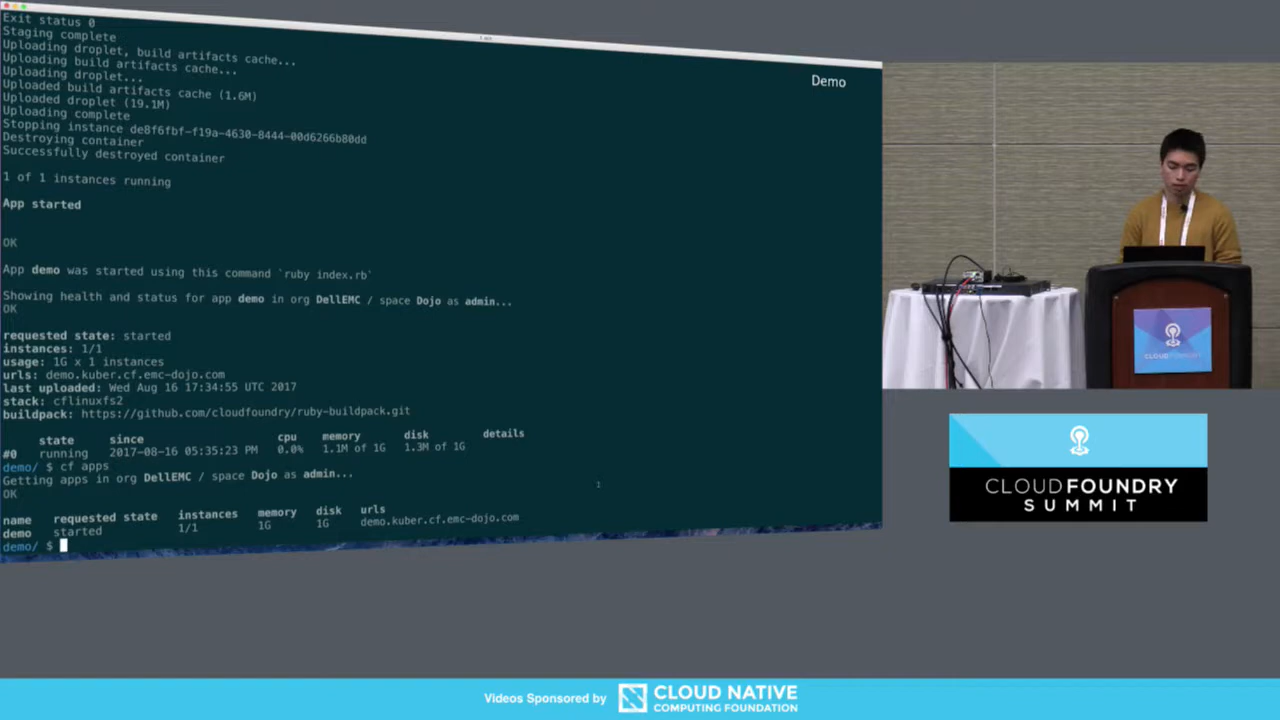 Exit status 0
Staging complete
Uploading droplet, build artifacts cache...
Uploading build artifacts cache...
Uploading droplet...
Uploaded build artifacts cache (1.6M)
Uploaded droplet (19.1M)
Uploading complete
Stopping instance de8f6fbf-f19a-4630-8444-00d6266b80dd
Destroying container
Successfully destroyed container
1 of 1 instances running
App started
OK
App demo was started using this command `ruby index.rb`
Showing health and status for app demo in org DellEMC / space Dojo as admin...
OK
requested state: started
instances: 1/1
usage: 1G x 1 instances
urls: demo.kuber.cf.emc-dojo.com
last uploaded: Wed Aug 16 17:34:55 UTC 2017
stack: cflinuxfs2
buildpack: https://github.com/cloudfoundry/ruby-buildpack.git
state since cpu memory disk details
#0 running 2017-08-16 05:35:23 PM 0.0% 1.1M of 1G 1.3M of 1G
demo/ $ cf apps
Getting apps in org DellEMC / space Dojo as admin...
OK
name requested state instances memory disk urls
demo started 1/1 1G 1G demo.kuber.cf.emc-dojo.com
demo/ $
Demo
CLOUDFOUNDRY
CLOUDFOUNDRY
SUMMIT
Videos Sponsored by
CLOUD NATIVE
COMPUTING FOUNDATION